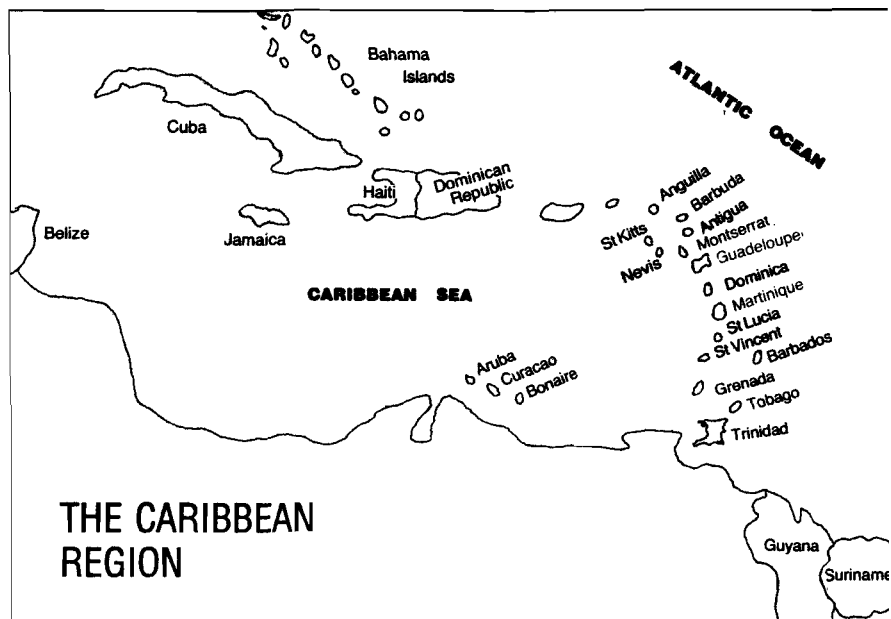 Bahama
Islands
ATLANTIC OCEAN
Cuba
Haiti
Dominican
Republic
Anguilla
Barbuda
Antigua
St Kitts
Montserrat
Nevis
Guadeloupe
Belize
Jamaica
CARIBBEAN SEA
Dominica
Martinique
St Lucia
St Vincent
Barbados
Aruba
Curacao
Bonaire
Grenada
Tobago
Trinidad
THE CARIBBEAN
REGION
Guyana
Suriname